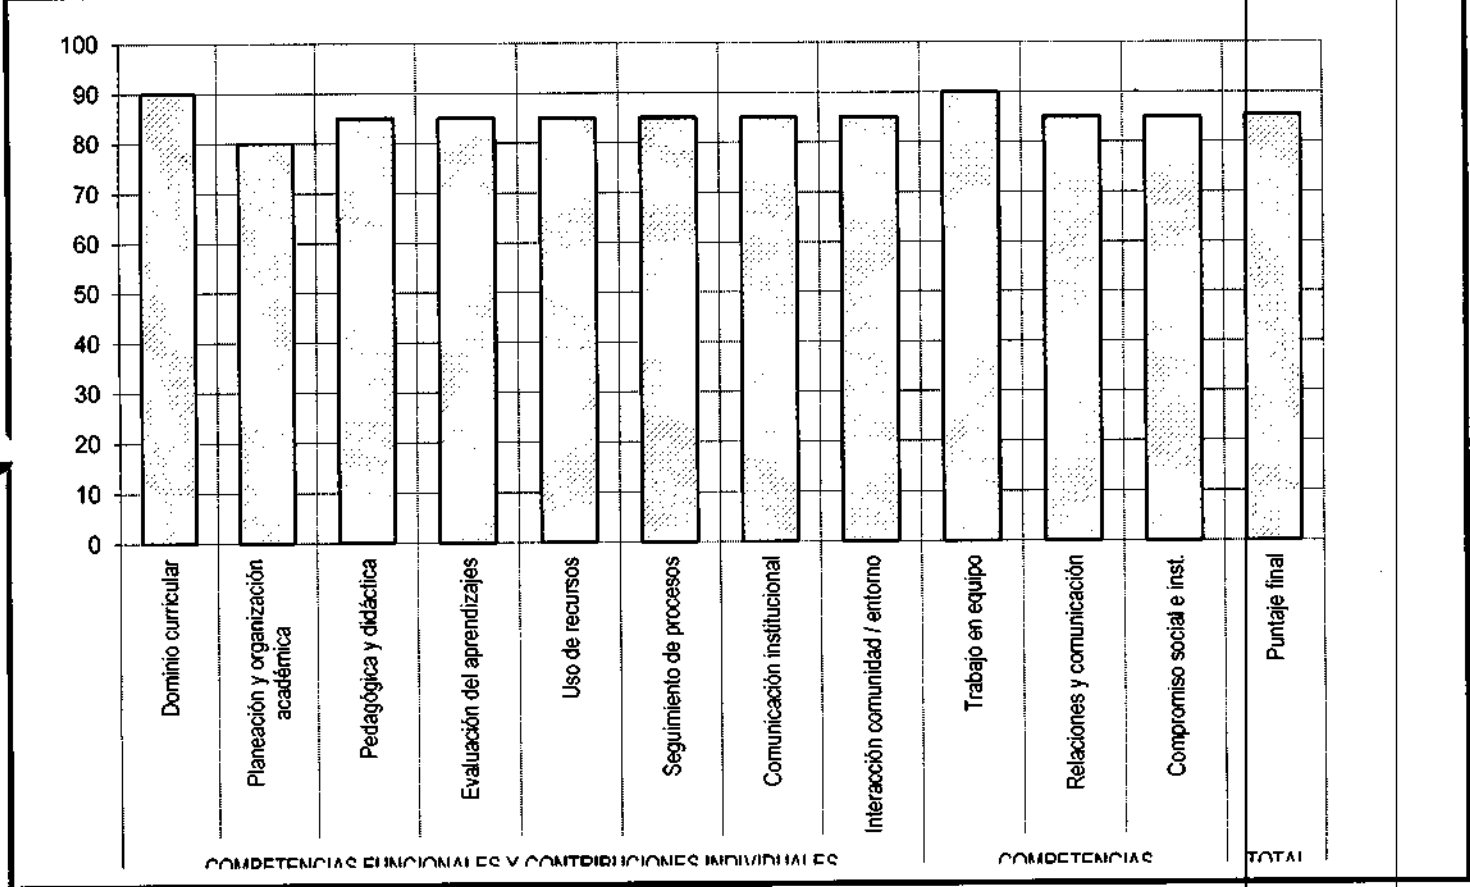 100
90
80
70
60
50
40
30
20
10
0
Dominio curricular
Planeación y organización
académica
Pedagógica y didáctica
Evaluación del aprendizajes
Uso de recursos
Seguimiento de procesos
Comunicación institucional
Interacción comunidad / entorno
Trabajo en equipo
Relaciones y comunicación
Compromiso social e inst.
Puntaje final
COMPETENCIAS FUNCIONALES Y CONTRIBUCIONES INDIVIDUALES
COMPETENCIAS
TOTAL